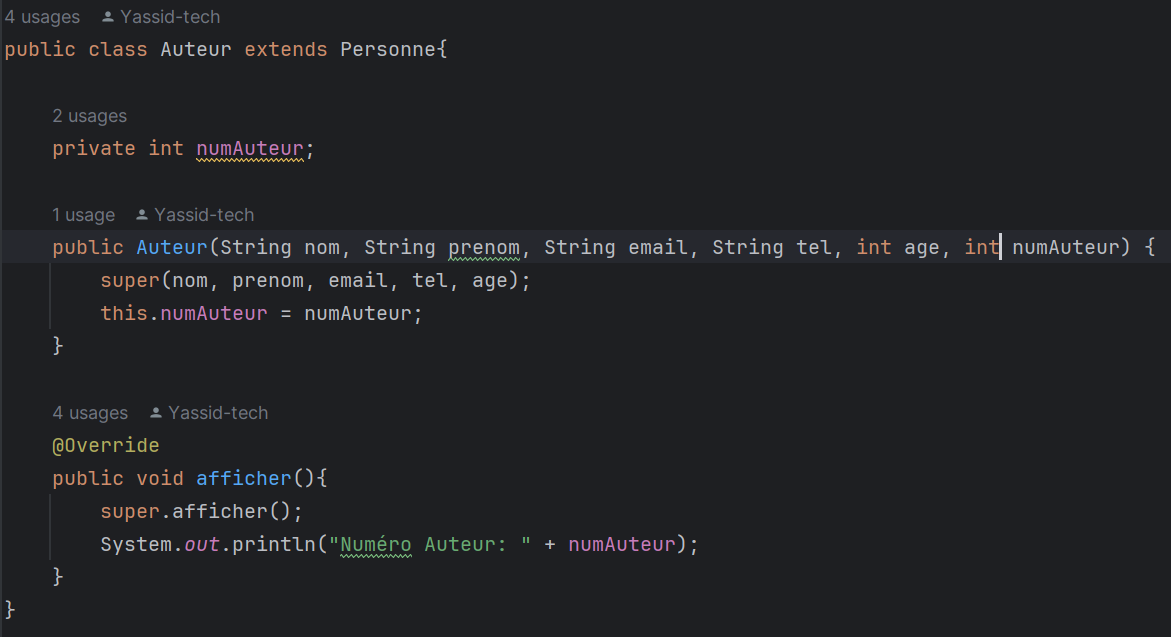 4 usages Yassid-tech
public class Auteur extends Personne{
2 usages
private int numAuteur;
1 usage Yassid-tech
public Auteur(String nom, String prenom, String email, String tel, int age, int numAuteur) {
super(nom, prenom, email, tel, age);
this.numAuteur = numAuteur;
}
4 usages Yassid-tech
@Override
public void afficher(){
super.afficher();
System.out.println("Numéro Auteur: " + numAuteur);
}
}